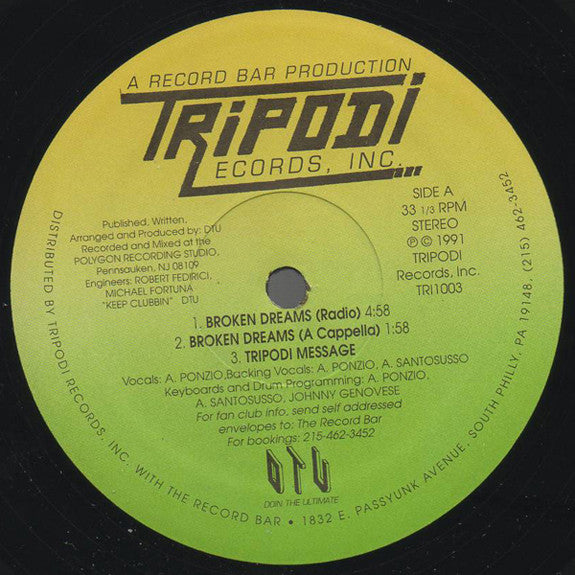 A RECORD BAR PRODUCTION
TRIPODI
RECORDS, INC...
SIDE A
33 1/3 RPM
STEREO
℗ © 1991
TRIPODI
Records, Inc.
TRI1003
Published, Written,
Arranged and Produced by: DTU
Recorded and Mixed at the
POLYGON RECORDING STUDIO,
Pennsauken, NJ 08109
Engineers: ROBERT FEDIRICI,
MICHAEL FORTUNA
"KEEP CLUBBIN" DTU
1. BROKEN DREAMS (Radio) 4:58
2. BROKEN DREAMS (A Cappella) 1:58
3. TRIPODI MESSAGE
Vocals: A. PONZIO,Backing Vocals: A. PONZIO, A. SANTOSUSSO
Keyboards and Drum Programming: A. PONZIO,
A. SANTOSUSSO, JOHNNY GENOVESE
For fan club info, send self addressed
envelopes to: The Record Bar
For bookings: 215-462-3452
DTU
DOIN THE ULTIMATE
DISTRIBUTED BY TRIPODI RECORDS, INC. WITH THE RECORD BAR • 1832 E. PASSYUNK AVENUE, SOUTH PHILLY, PA 19148. (215) 462-3452